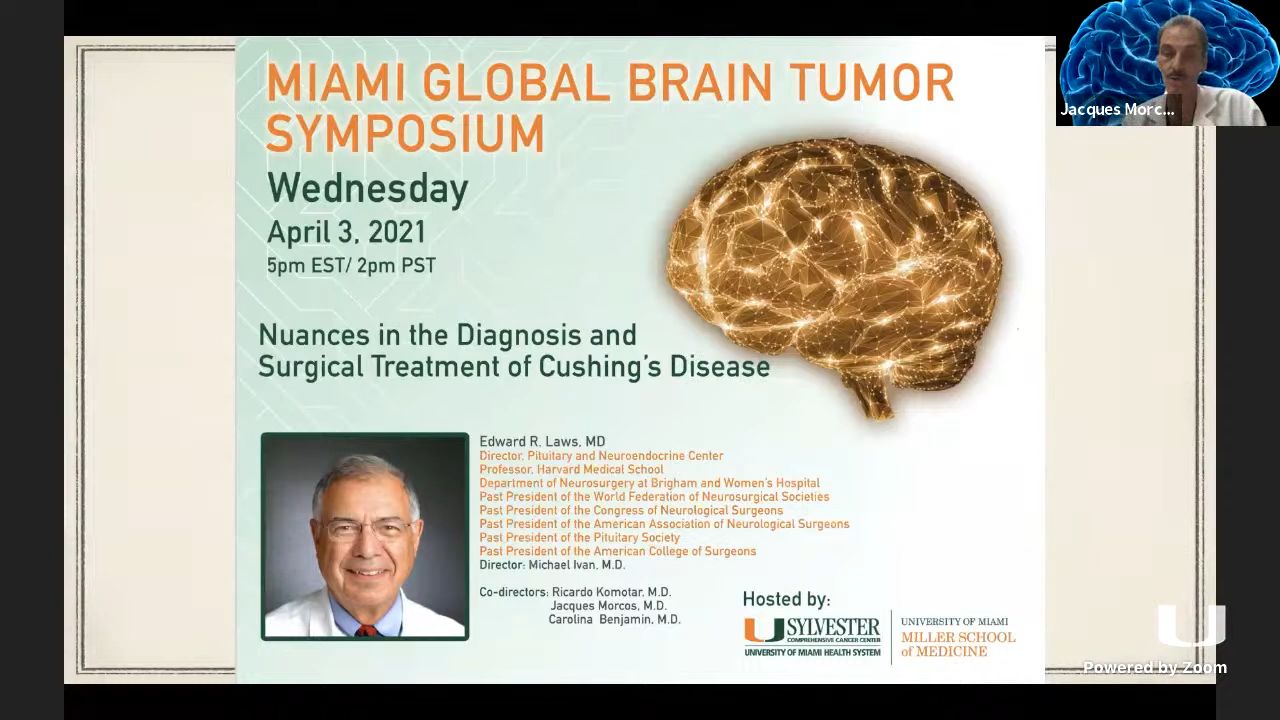 MIAMI GLOBAL BRAIN TUMOR
SYMPOSIUM
Wednesday
April 3, 2021
5pm EST/ 2pm PST
Nuances in the Diagnosis and
Surgical Treatment of Cushing's Disease
Edward R. Laws, MD
Director, Pituitary and Neuroendocrine Center
Professor, Harvard Medical School
Department of Neurosurgery at Brigham and Women's Hospital
Past President of the World Federation of Neurosurgical Societies
Past President of the Congress of Neurological Surgeons
Past President of the American Association of Neurological Surgeons
Past President of the Pituitary Society
Past President of the American College of Surgeons
Director: Michael Ivan, M.D.
Co-directors: Ricardo Komotar, M.D.
Jacques Morcos, M.D.
Carolina Benjamin, M.D.
Hosted by:
SYLVESTER
COMPREHENSIVE CANCER CENTER
UNIVERSITY OF MIAMI HEALTH SYSTEM
UNIVERSITY OF MIAMI
MILLER SCHOOL
of MEDICINE
Jacques Morc...
Powered by Zoom